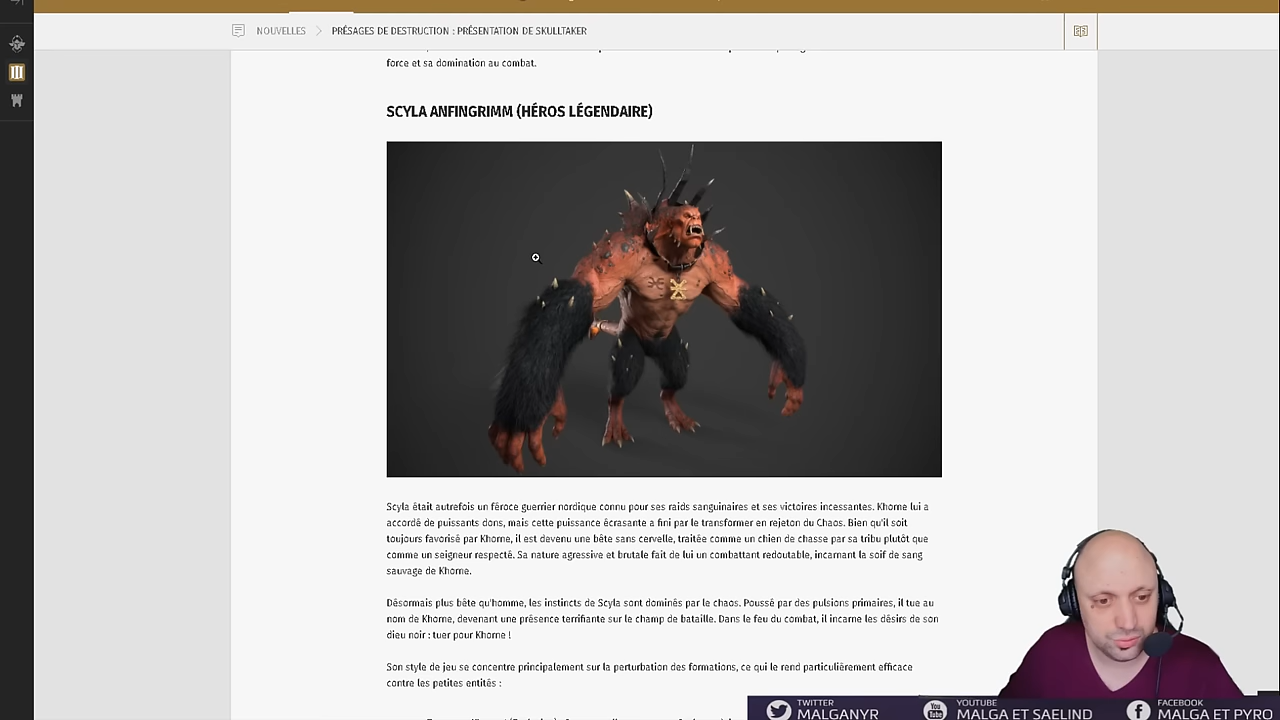 NOUVELLES
PRÉSAGES DE DESTRUCTION : PRÉSENTATION DE SKULLTAKER
force et sa domination au combat.
SCYLA ANFINGRIMM (HÉROS LÉGENDAIRE)
Scyla était autrefois un féroce guerrier nordique connu pour ses raids sanguinaires et ses victoires incessantes. Khorne lui a
accordé de puissants dons, mais cette puissance écrasante a fini par le transformer en rejeton du Chaos. Bien qu'il soit
toujours favorisé par Khorne, il est devenu une bête sans cervelle, traitée comme un chien de chasse par sa tribu plutôt que
comme un seigneur respecté. Sa nature agressive et brutale fait de lui un combattant redoutable, incarnant la soif de sang
sauvage de Khorne.
Désormais plus bête qu'homme, les instincts de Scyla sont dominés par le chaos. Poussé par des pulsions primaires, il tue au
nom de Khorne, devenant une présence terrifiante sur le champ de bataille. Dans le feu du combat, il incarne les désirs de son
dieu noir : tuer pour Khorne !
Son style de jeu se concentre principalement sur la perturbation des formations, ce qui le rend particulièrement efficace
contre les petites entités :
TWITTER
MALGANYR
You Tube
YOUTUBE
MALGA ET SAELIND
FACEBOOK
MALGA ET PYRO